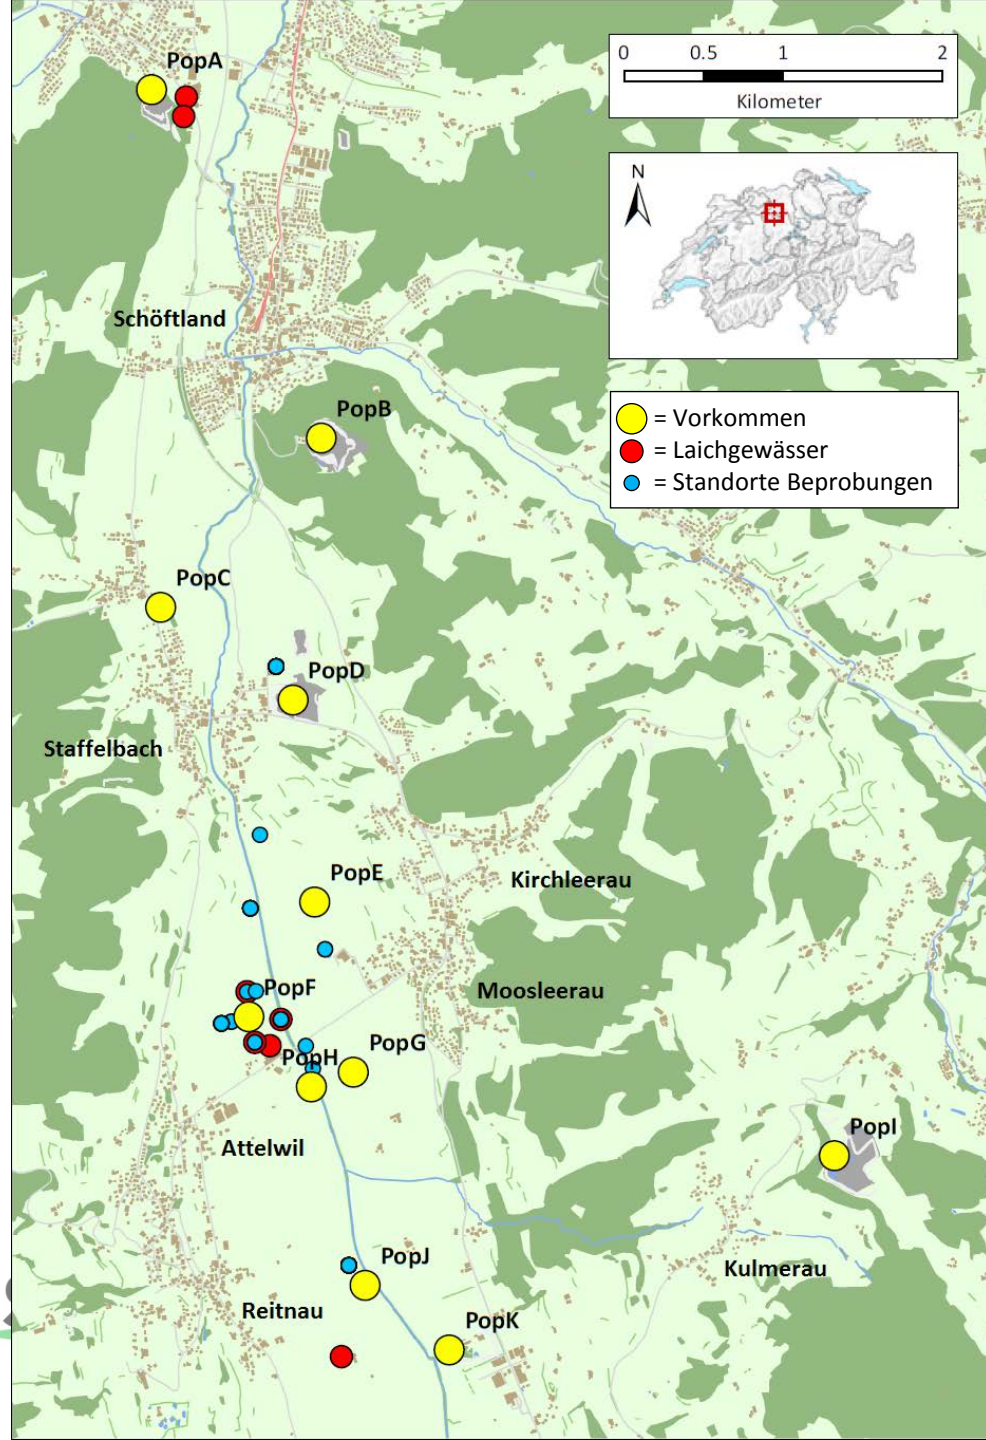 PopA
0 0.5 1 2
Kilometer
N
Schöftland
PopB
= Vorkommen
= Laichgewässer
= Standorte Beprobungen
PopC
PopD
Staffelbach
PopE
Kirchleerau
PopF
Moosleerau
PopG
PopH
PopI
Attelwil
PopJ
Kulmerau
Reitnau
PopK